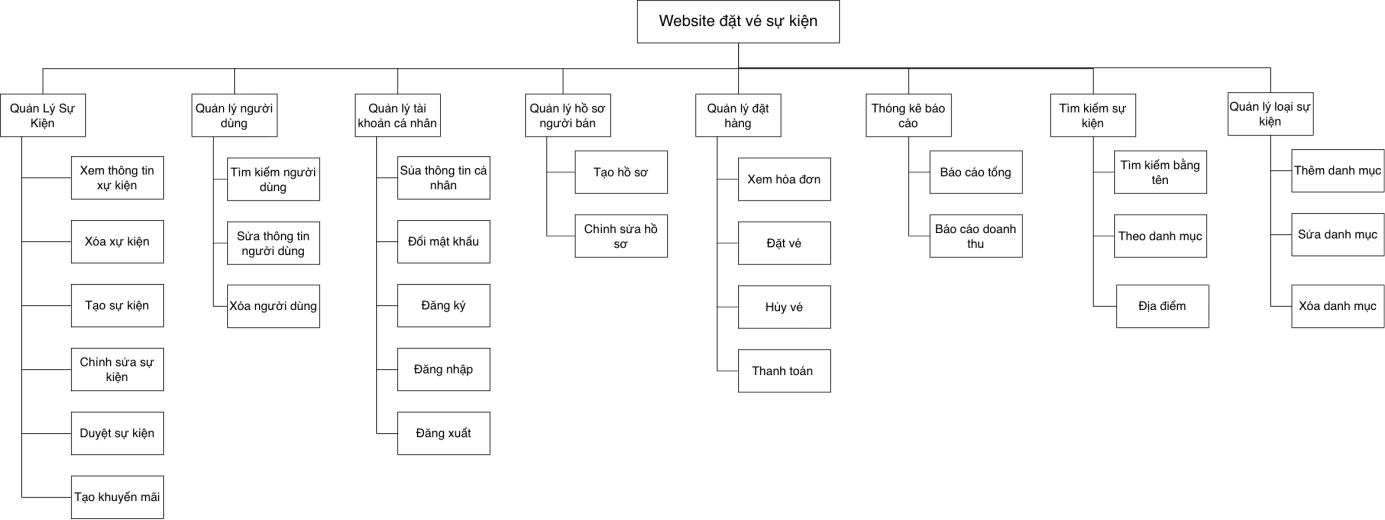 Website đặt vé sự kiện
Quản Lý Sự
Kiện
Xem thông tin
xự kiện
Xóa xự kiện
Tạo sự kiện
Chỉnh sửa sự
kiện
Duyệt sự kiện
Tạo khuyến mãi
Quản lý người
dùng
Tìm kiếm người
dùng
Sửa thông tin
người dùng
Xóa người dùng
Quản lý tài
khoản cá nhân
Sủa thông tin cá
nhân
Đổi mật khẩu
Đăng ký
Đăng nhập
Đăng xuất
Quản lý hồ sơ
người bán
Tạo hồ sơ
Chỉnh sửa hồ
sơ
Quản lý đặt
hàng
Xem hóa đơn
Đặt vé
Hủy vé
Thanh toán
Thống kê báo
cáo
Báo cáo tổng
Báo cáo doanh
thu
Tìm kiếm sự
kiện
Tìm kiếm bằng
tên
Theo danh mục
Địa điểm
Quản lý loại sự
kiện
Thêm danh mục
Sửa danh mục
Xóa danh mục